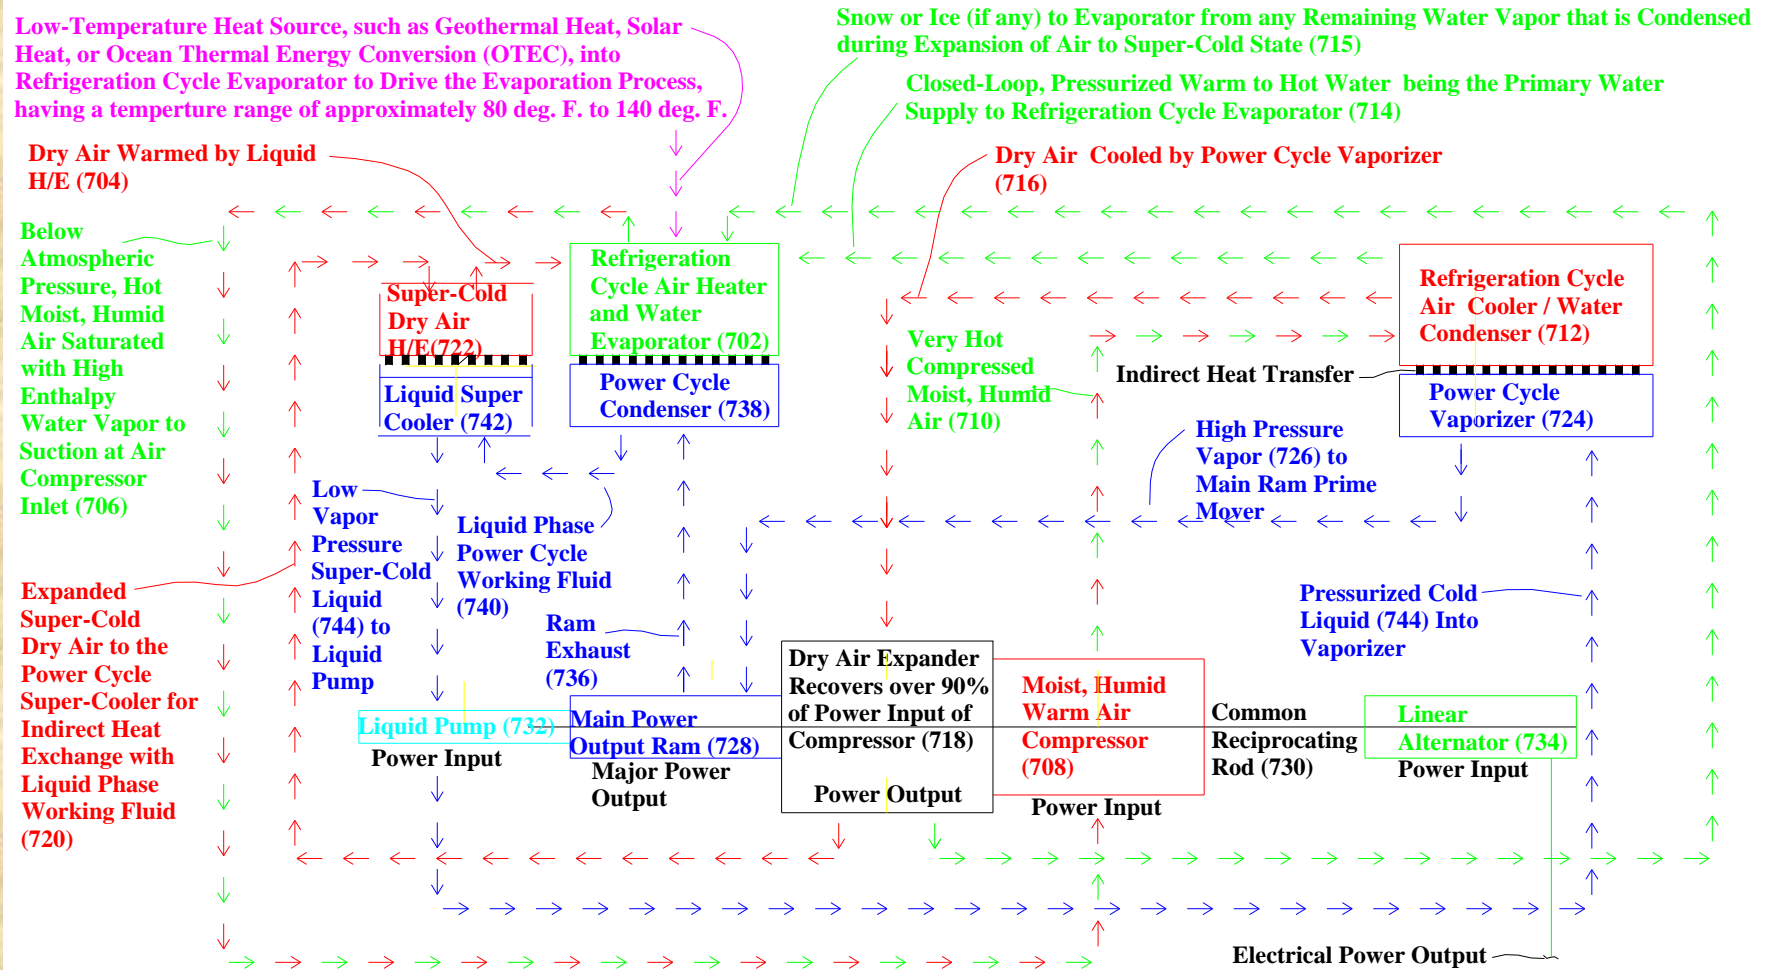 Low-Temperature Heat Source, such as Geothermal Heat, Solar
Heat, or Ocean Thermal Energy Conversion (OTEC), into
Refrigeration Cycle Evaporator to Drive the Evaporation Process,
having a temperture range of approximately 80 deg. F. to 140 deg. F.
Snow or Ice (if any) to Evaporator from any Remaining Water Vapor that is Condensed
during Expansion of Air to Super-Cold State (715)
Closed-Loop, Pressurized Warm to Hot Water being the Primary Water
Supply to Refrigeration Cycle Evaporator (714)
Dry Air Warmed by Liquid
H/E (704)
Dry Air Cooled by Power Cycle Vaporizer
(716)
Below
Atmospheric
Pressure, Hot
Moist, Humid
Air Saturated
with High
Enthalpy
Water Vapor to
Suction at Air
Compressor
Inlet (706)
Super-Cold
Dry Air
H/E(722)
Refrigeration
Cycle Air Heater
and Water
Evaporator (702)
Refrigeration Cycle
Air Cooler / Water
Condenser (712)
Very Hot
Compressed
Moist, Humid
Air (710)
Indirect Heat Transfer
Liquid Super
Cooler (742)
Power Cycle
Condenser (738)
Power Cycle
Vaporizer (724)
High Pressure
Vapor (726) to
Main Ram Prime
Mover
Low
Vapor
Pressure
Super-Cold
Liquid
(744) to
Liquid
Pump
Liquid Phase
Power Cycle
Working Fluid
(740)
Ram
Exhaust
(736)
Pressurized Cold
Liquid (744) Into
Vaporizer
Expanded
Super-Cold
Dry Air to the
Power Cycle
Super-Cooler for
Indirect Heat
Exchange with
Liquid Phase
Working Fluid
(720)
Liquid Pump (732)
Power Input
Main Power
Output Ram (728)
Major Power
Output
Dry Air Expander
Recovers over 90%
of Power Input of
Compressor (718)
Power Output
Moist, Humid
Warm Air
Compressor
(708)
Power Input
Common
Reciprocating
Rod (730)
Linear
Alternator (734)
Power Input
Electrical Power Output